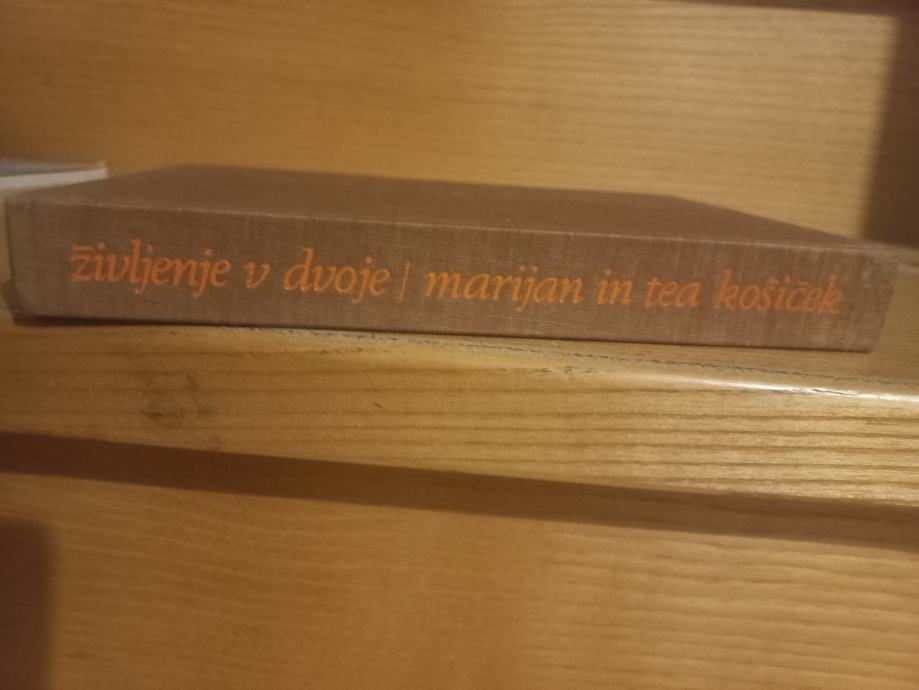 življenje v dvoje | marijan in tea košiček